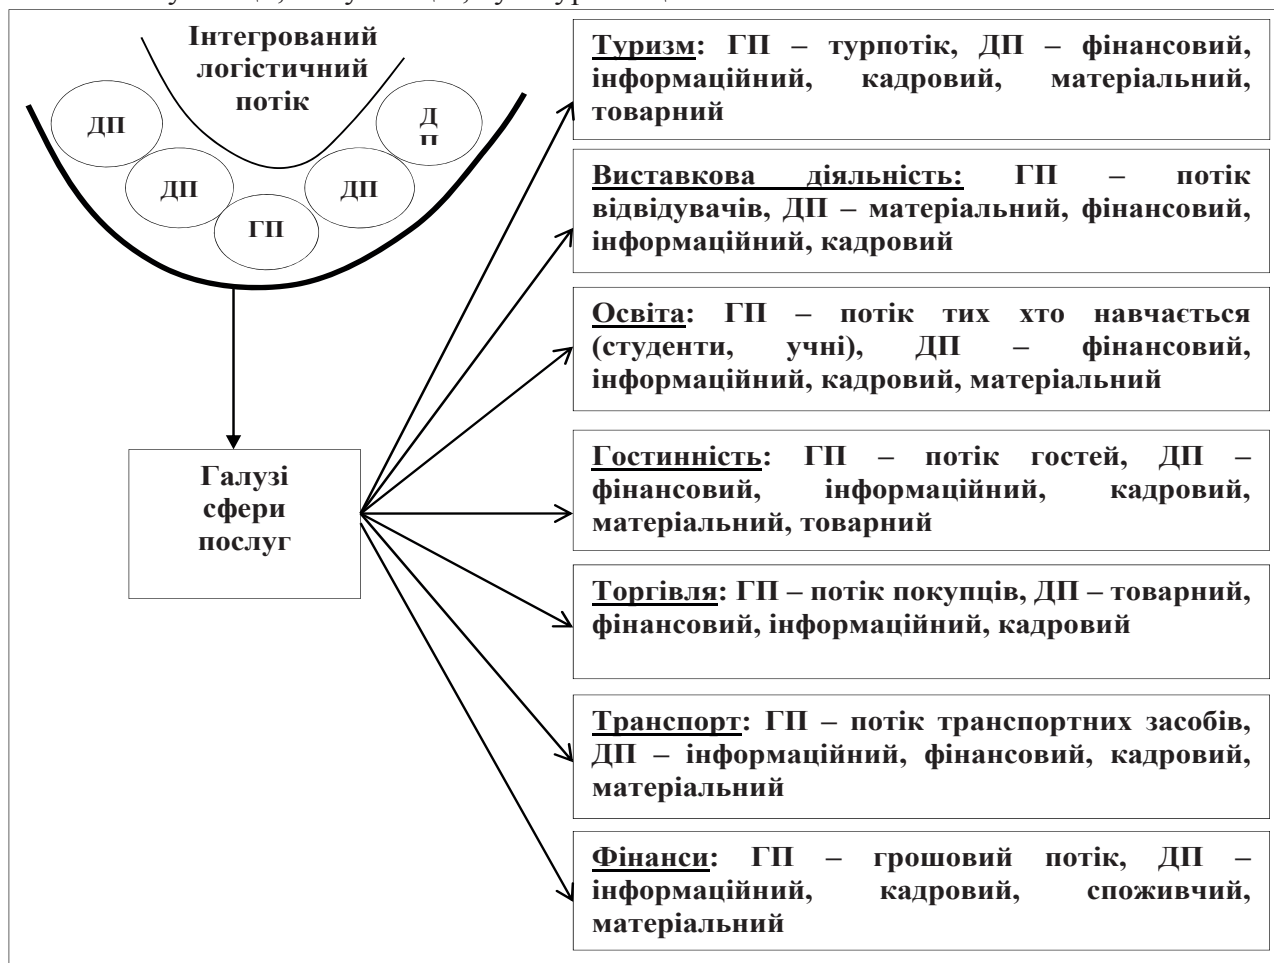 Інтегрований
логістичний
потік
ДП
ДП
ГП
ДП
ДП
Галузі
сфери
послуг
Туризм: ГП – турпотік, ДП – фінансовий,
інформаційний, кадровий, матеріальний,
товарний
Виставкова діяльність: ГП – потік
відвідувачів, ДП – матеріальний, фінансовий,
інформаційний, кадровий
Освіта: ГП – потік тих хто навчається
(студенти, учні), ДП – фінансовий,
інформаційний, кадровий, матеріальний
Гостинність: ГП – потік гостей, ДП –
фінансовий, інформаційний, кадровий,
матеріальний, товарний
Торгівля: ГП – потік покупців, ДП – товарний,
фінансовий, інформаційний, кадровий
Транспорт: ГП – потік транспортних засобів,
ДП – інформаційний, фінансовий, кадровий,
матеріальний
Фінанси: ГП – грошовий потік, ДП –
інформаційний, кадровий, споживчий,
матеріальний